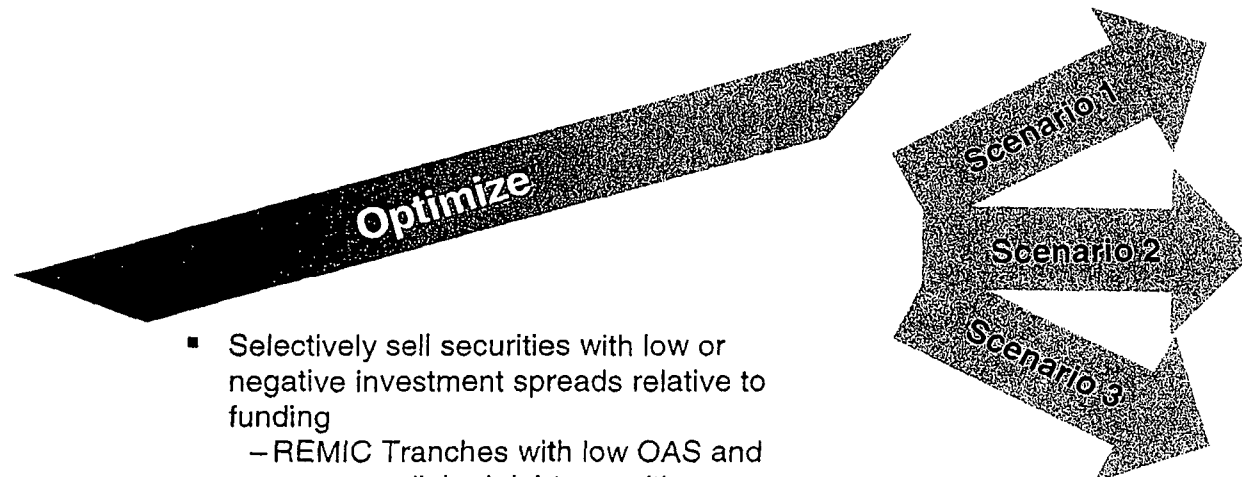 Optimize
Scenario 1
Scenario 2
Scenario 3
▪ Selectively sell securities with low or
negative investment spreads relative to
funding
–REMIC Tranches with low OAS and